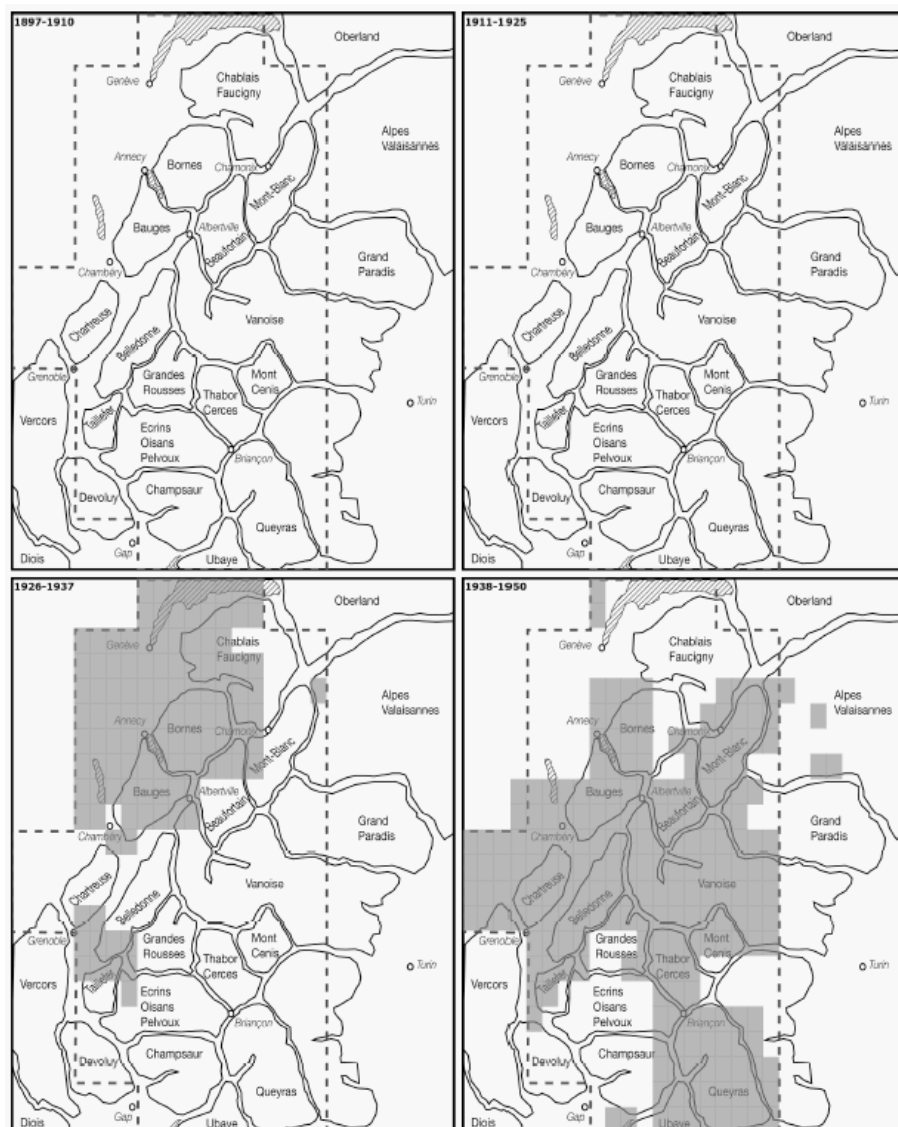 1897-1910
Oberland
Genève
Chablais
Faucigny
Alpes
Valaisannes
Annecy
Bornes
Chamonix
Mont-Blanc
Bauges
Albertville
Beaufortain
Grand
Paradis
Chambéry
Chartreuse
Belledonne
Vanoise
Grenoble
Grandes
Rousses
Mont
Cenis
Thabor
Cerces
Turin
Vercors
Taillefer
Ecrins
Oisans
Pelvoux
Briançon
Devoluy
Champsaur
Queyras
Gap
Diois
Ubaye
1911-1925
Oberland
Genève
Chablais
Faucigny
Alpes
Valaisannes
Annecy
Bornes
Chamonix
Mont-Blanc
Bauges
Albertville
Beaufortain
Grand
Paradis
Chambéry
Chartreuse
Belledonne
Vanoise
Grenoble
Grandes
Rousses
Mont
Cenis
Thabor
Cerces
Turin
Vercors
Taillefer
Ecrins
Oisans
Pelvoux
Briançon
Devoluy
Champsaur
Queyras
Gap
Diois
Ubaye
1926-1937
Oberland
Genève
Chablais
Faucigny
Alpes
Valaisannes
Annecy
Bornes
Chamonix
Mont-Blanc
Bauges
Albertville
Beaufortain
Grand
Paradis
Chambéry
Chartreuse
Belledonne
Vanoise
Grenoble
Grandes
Rousses
Mont
Cenis
Thabor
Cerces
Turin
Vercors
Taillefer
Ecrins
Oisans
Pelvoux
Briançon
Devoluy
Champsaur
Queyras
Gap
Diois
Ubaye
1938-1950
Oberland
Genève
Chablais
Faucigny
Alpes
Valaisannes
Annecy
Bornes
Chamonix
Mont-Blanc
Bauges
Albertville
Beaufortain
Grand
Paradis
Chambéry
Chartreuse
Belledonne
Vanoise
Grenoble
Grandes
Rousses
Mont
Cenis
Thabor
Cerces
Turin
Vercors
Taillefer
Ecrins
Oisans
Pelvoux
Briançon
Devoluy
Champsaur
Queyras
Gap
Diois
Ubaye